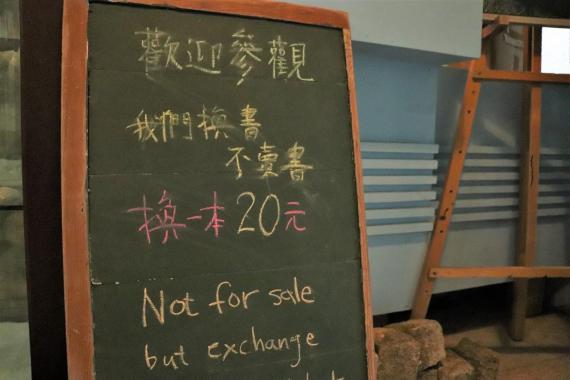 歡迎參觀
我們換書
不賣書
換一本20元
Not for sale
but exchange